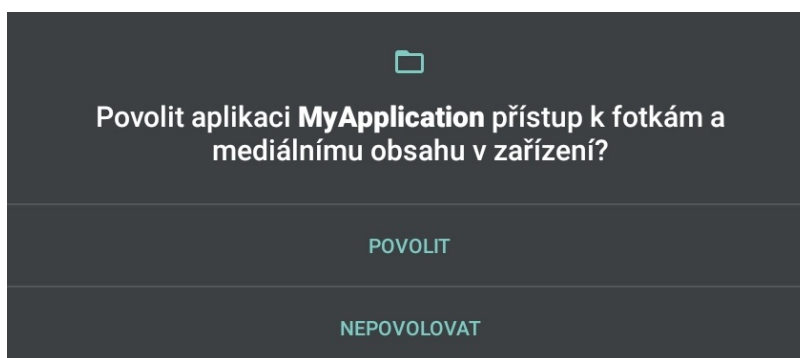 Povolit aplikaci MyApplication přístup k fotkám a
mediálnímu obsahu v zařízení?
POVOLIT
NEPOVOLOVAT